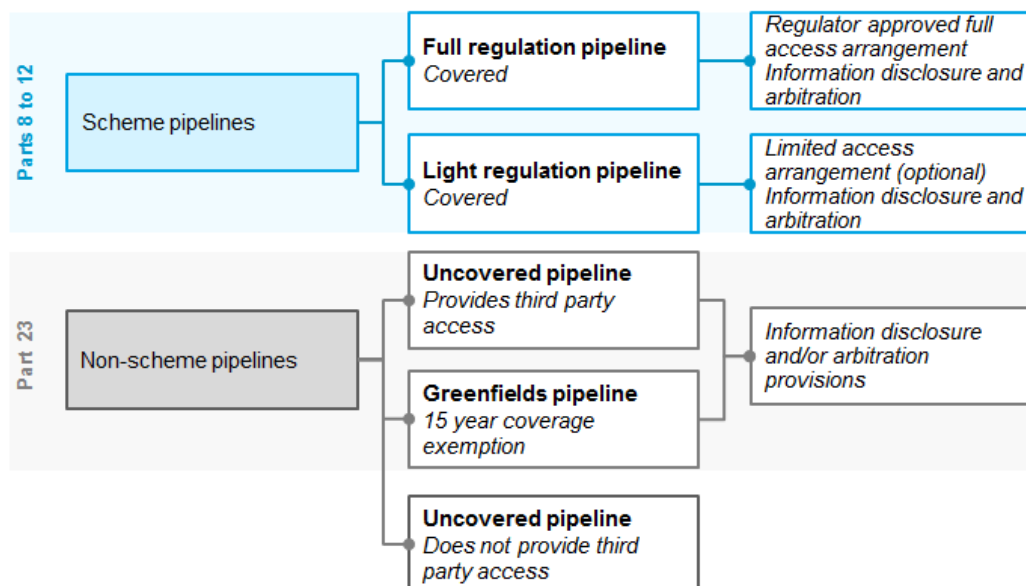 Parts 8 to 12
Scheme pipelines
Full regulation pipeline
Covered
Regulator approved full
access arrangement
Information disclosure and
arbitration
Light regulation pipeline
Covered
Limited access
arrangement (optional)
Information disclosure and
arbitration
Part 23
Non-scheme pipelines
Uncovered pipeline
Provides third party
access
Greenfields pipeline
15 year coverage
exemption
Information disclosure
and/or arbitration
provisions
Uncovered pipeline
Does not provide third
party access